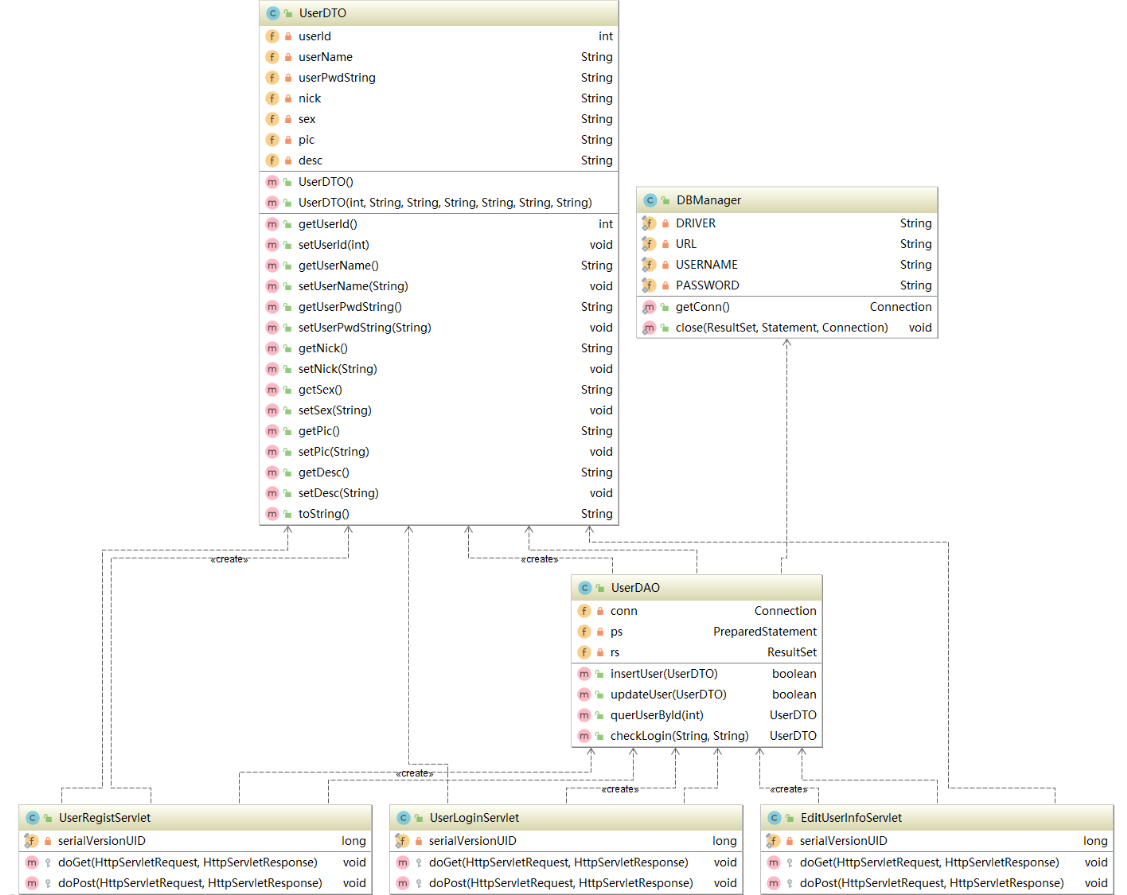 UserDTO
userId int
userName String
userPwdString String
nick String
sex String
pic String
desc String
UserDTO()
UserDTO(int, String, String, String, String, String, String)
getUserId() int
setUserId(int) void
getUserName() String
setUserName(String) void
getUserPwdString() String
setUserPwdString(String) void
getNick() String
setNick(String) void
getSex() String
setSex(String) void
getPic() String
setPic(String) void
getDesc() String
setDesc(String) void
toString() String
DBManager
DRIVER String
URL String
USERNAME String
PASSWORD String
getConn() Connection
close(ResultSet, Statement, Connection) void
«create»
«create»
UserDAO
conn Connection
ps PreparedStatement
rs ResultSet
insertUser(UserDTO) boolean
updateUser(UserDTO) boolean
querUserById(int) UserDTO
checkLogin(String, String) UserDTO
«create»
«create»
«create»
UserRegistServlet
serialVersionUID long
doGet(HttpServletRequest, HttpServletResponse) void
doPost(HttpServletRequest, HttpServletResponse) void
UserLoginServlet
serialVersionUID long
doGet(HttpServletRequest, HttpServletResponse) void
doPost(HttpServletRequest, HttpServletResponse) void
EditUserInfoServlet
serialVersionUID long
doGet(HttpServletRequest, HttpServletResponse) void
doPost(HttpServletRequest, HttpServletResponse) void